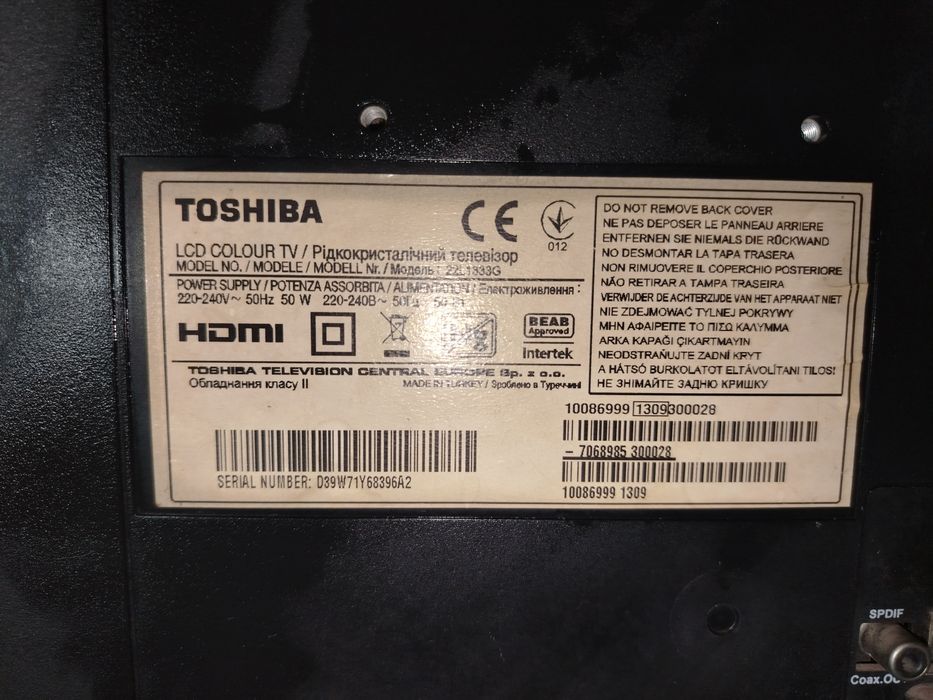 TOSHIBA
CE
012
LCD COLOUR TV / Рідкокристалічний телевізор
MODEL NO. / MODELE / MODELL Nr. / Модель: 22L1333G
POWER SUPPLY / POTENZA ASSORBITA / ALIMENTATION / Електроживлення:
220-240V~ 50Hz 50 W 220-240В~ 50Гц
HDMI
BEAB
Approved
Intertek
TOSHIBA TELEVISION CENTRAL EUROPE Sp. z o.o.
Обладнання класу II
MADE IN TURKEY / Зроблено в Туреччині
SERIAL NUMBER: D39W71Y68396A2
DO NOT REMOVE BACK COVER
NE PAS DEPOSER LE PANNEAU ARRIERE
ENTFERNEN SIE NIEMALS DIE RÜCKWAND
NO DESMONTAR LA TAPA TRASERA
NON RIMUOVERE IL COPERCHIO POSTERIORE
NÃO RETIRAR A TAMPA TRASEIRA
VERWIJDER DE ACHTERZIJDE VAN HET APPARAAT NIET
NIE ZDEJMOWAĆ TYLNEJ POKRYWY
ΜΗΝ ΑΦΑΙΡΕΙΤΕ ΤΟ ΠΙΣΩ ΚΑΛΥΜΜΑ
ARKA KAPAĞI ÇIKARTMAYIN
NEODSTRAŇUJTE ZADNÍ KRYT
A HÁTSÓ BURKOLATOT ELTÁVOLÍTANI TILOS!
НЕ ЗНІМАЙТЕ ЗАДНЮ КРИШКУ
10086999 1309300028
- 7068985 300028
10086999 1309
SPDIF